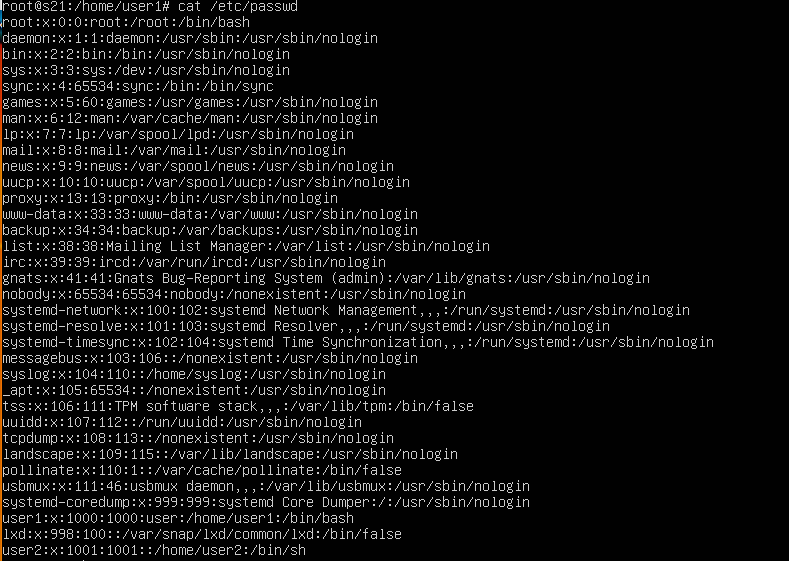 root@s21:/home/user1# cat /etc/passwd
root:x:0:0:root:/root:/bin/bash
daemon:x:1:1:daemon:/usr/sbin:/usr/sbin/nologin
bin:x:2:2:bin:/bin:/usr/sbin/nologin
sys:x:3:3:sys:/dev:/usr/sbin/nologin
sync:x:4:65534:sync:/bin:/bin/sync
games:x:5:60:games:/usr/games:/usr/sbin/nologin
man:x:6:12:man:/var/cache/man:/usr/sbin/nologin
lp:x:7:7:lp:/var/spool/lpd:/usr/sbin/nologin
mail:x:8:8:mail:/var/mail:/usr/sbin/nologin
news:x:9:9:news:/var/spool/news:/usr/sbin/nologin
uucp:x:10:10:uucp:/var/spool/uucp:/usr/sbin/nologin
proxy:x:13:13:proxy:/bin:/usr/sbin/nologin
www-data:x:33:33:www-data:/var/www:/usr/sbin/nologin
backup:x:34:34:backup:/var/backups:/usr/sbin/nologin
list:x:38:38:Mailing List Manager:/var/list:/usr/sbin/nologin
irc:x:39:39:ircd:/var/run/ircd:/usr/sbin/nologin
gnats:x:41:41:Gnats Bug-Reporting System (admin):/var/lib/gnats:/usr/sbin/nologin
nobody:x:65534:65534:nobody:/nonexistent:/usr/sbin/nologin
systemd-network:x:100:102:systemd Network Management,,,:/run/systemd:/usr/sbin/nologin
systemd-resolve:x:101:103:systemd Resolver,,,:/run/systemd:/usr/sbin/nologin
systemd-timesync:x:102:104:systemd Time Synchronization,,,:/run/systemd:/usr/sbin/nologin
messagebus:x:103:106::/nonexistent:/usr/sbin/nologin
syslog:x:104:110::/home/syslog:/usr/sbin/nologin
_apt:x:105:65534::/nonexistent:/usr/sbin/nologin
tss:x:106:111:TPM software stack,,,:/var/lib/tpm:/bin/false
uuidd:x:107:112::/run/uuidd:/usr/sbin/nologin
tcpdump:x:108:113::/nonexistent:/usr/sbin/nologin
landscape:x:109:115::/var/lib/landscape:/usr/sbin/nologin
pollinate:x:110:1::/var/cache/pollinate:/bin/false
usbmux:x:111:46:usbmux daemon,,,:/var/lib/usbmux:/usr/sbin/nologin
systemd-coredump:x:999:999:systemd Core Dumper:/:/usr/sbin/nologin
user1:x:1000:1000:user:/home/user1:/bin/bash
lxd:x:998:100::/var/snap/lxd/common/lxd:/bin/false
user2:x:1001:1001::/home/user2:/bin/sh